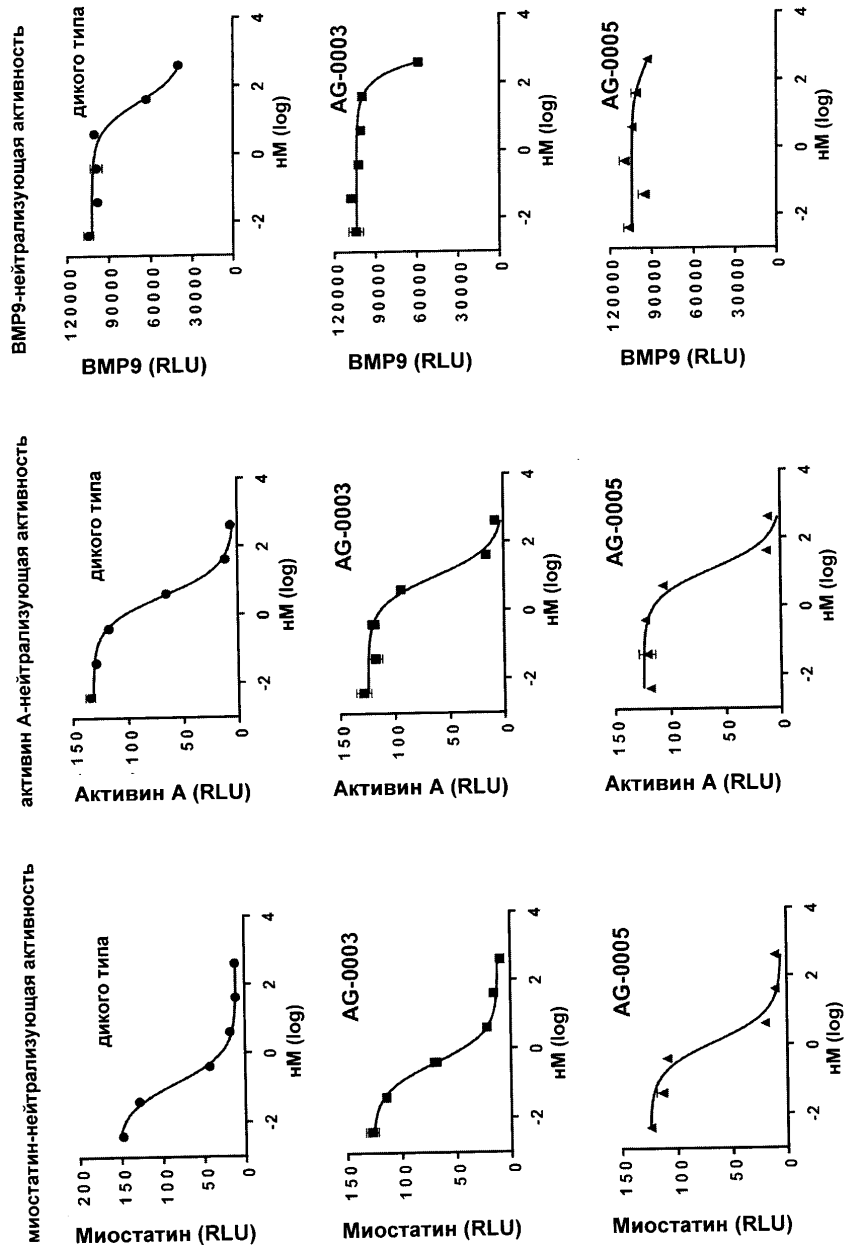 миостатин-нейтрализующая активность
активин А-нейтрализующая активность
BMP9-нейтрализующая активность
дикого типа
Миостатин (RLU)
200
150
100
50
0
-2 0 2 4
нМ (log)
дикого типа
Активин А (RLU)
150
100
50
0
-2 0 2 4
нМ (log)
дикого типа
BMP9 (RLU)
120000
90000
60000
30000
0
-2 0 2 4
нМ (log)
AG-0003
Миостатин (RLU)
150
100
50
0
-2 0 2 4
нМ (log)
AG-0003
Активин А (RLU)
150
100
50
0
-2 0 2 4
нМ (log)
AG-0003
BMP9 (RLU)
120000
90000
60000
30000
0
-2 0 2 4
нМ (log)
AG-0005
Миостатин (RLU)
150
100
50
0
-2 0 2 4
нМ (log)
AG-0005
Активин А (RLU)
150
100
50
0
-2 0 2 4
нМ (log)
AG-0005
BMP9 (RLU)
120000
90000
60000
30000
0
-2 0 2 4
нМ (log)